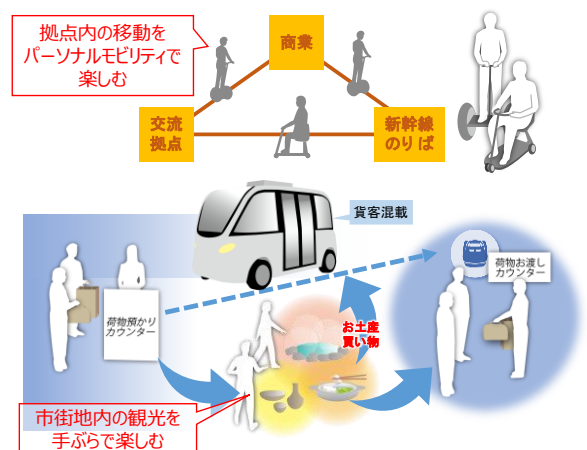 拠点内の移動を
パーソナルモビリティで
楽しむ
商業
交流
拠点
新幹線
のりば
貨客混載
荷物預かり
カウンター
荷物お渡し
カウンター
お土産
買い物
市街地内の観光を
手ぶらで楽しむ